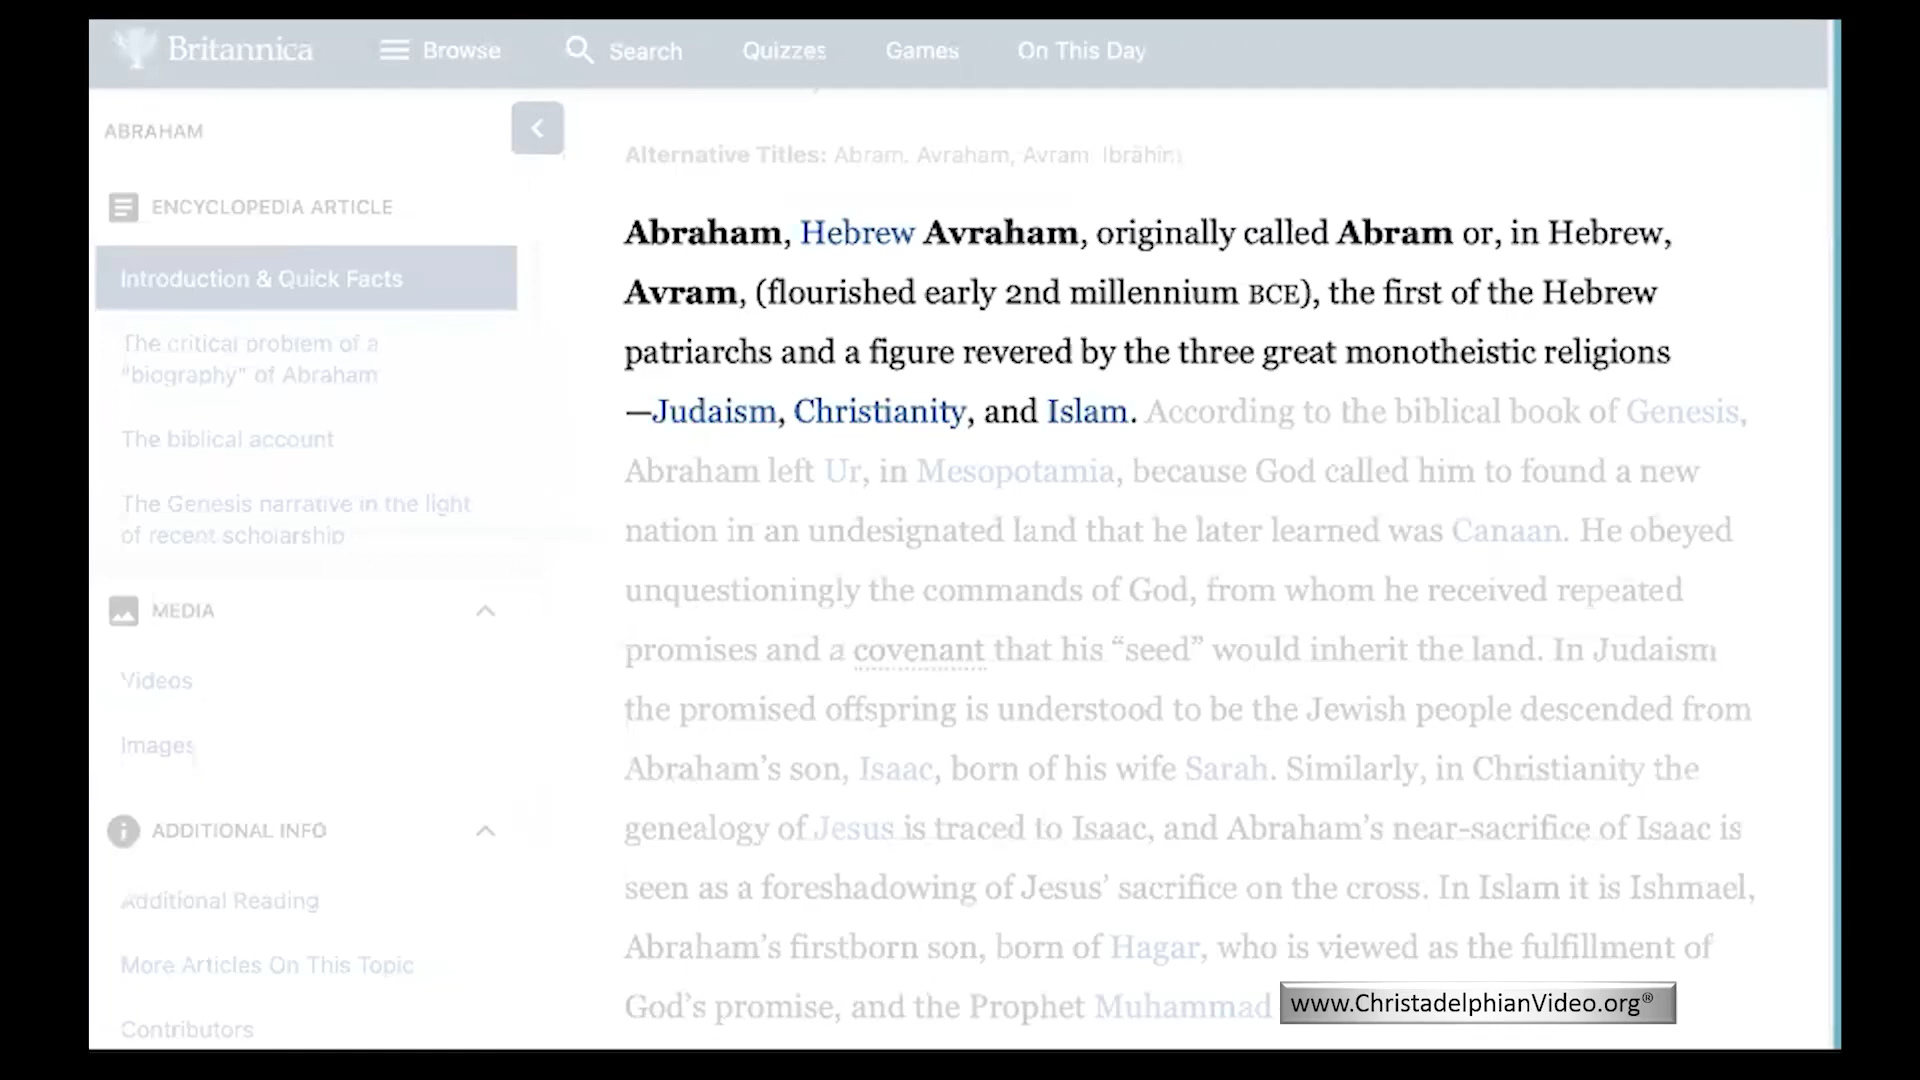 Britannica Browse Search Quizzes Games On This Day
ABRAHAM
ENCYCLOPEDIA ARTICLE
Introduction & Quick Facts
The critical problem of a
"biography" of Abraham
The biblical account
The Genesis narrative in the light
of recent scholarship
MEDIA
Videos
Images
ADDITIONAL INFO
Additional Reading
More Articles On This Topic
Contributors
Alternative Titles: Abram, Avraham, Avram, Ibrāhīm
Abraham, Hebrew Avraham, originally called Abram or, in Hebrew,
Avram, (flourished early 2nd millennium BCE), the first of the Hebrew
patriarchs and a figure revered by the three great monotheistic religions
—Judaism, Christianity, and Islam. According to the biblical book of Genesis,
Abraham left Ur, in Mesopotamia, because God called him to found a new
nation in an undesignated land that he later learned was Canaan. He obeyed
unquestioningly the commands of God, from whom he received repeated
promises and a covenant that his “seed” would inherit the land. In Judaism
the promised offspring is understood to be the Jewish people descended from
Abraham’s son, Isaac, born of his wife Sarah. Similarly, in Christianity the
genealogy of Jesus is traced to Isaac, and Abraham’s near-sacrifice of Isaac is
seen as a foreshadowing of Jesus’ sacrifice on the cross. In Islam it is Ishmael,
Abraham’s firstborn son, born of Hagar, who is viewed as the fulfillment of
God’s promise, and the Prophet Muhammad
www.ChristadelphianVideo.org®